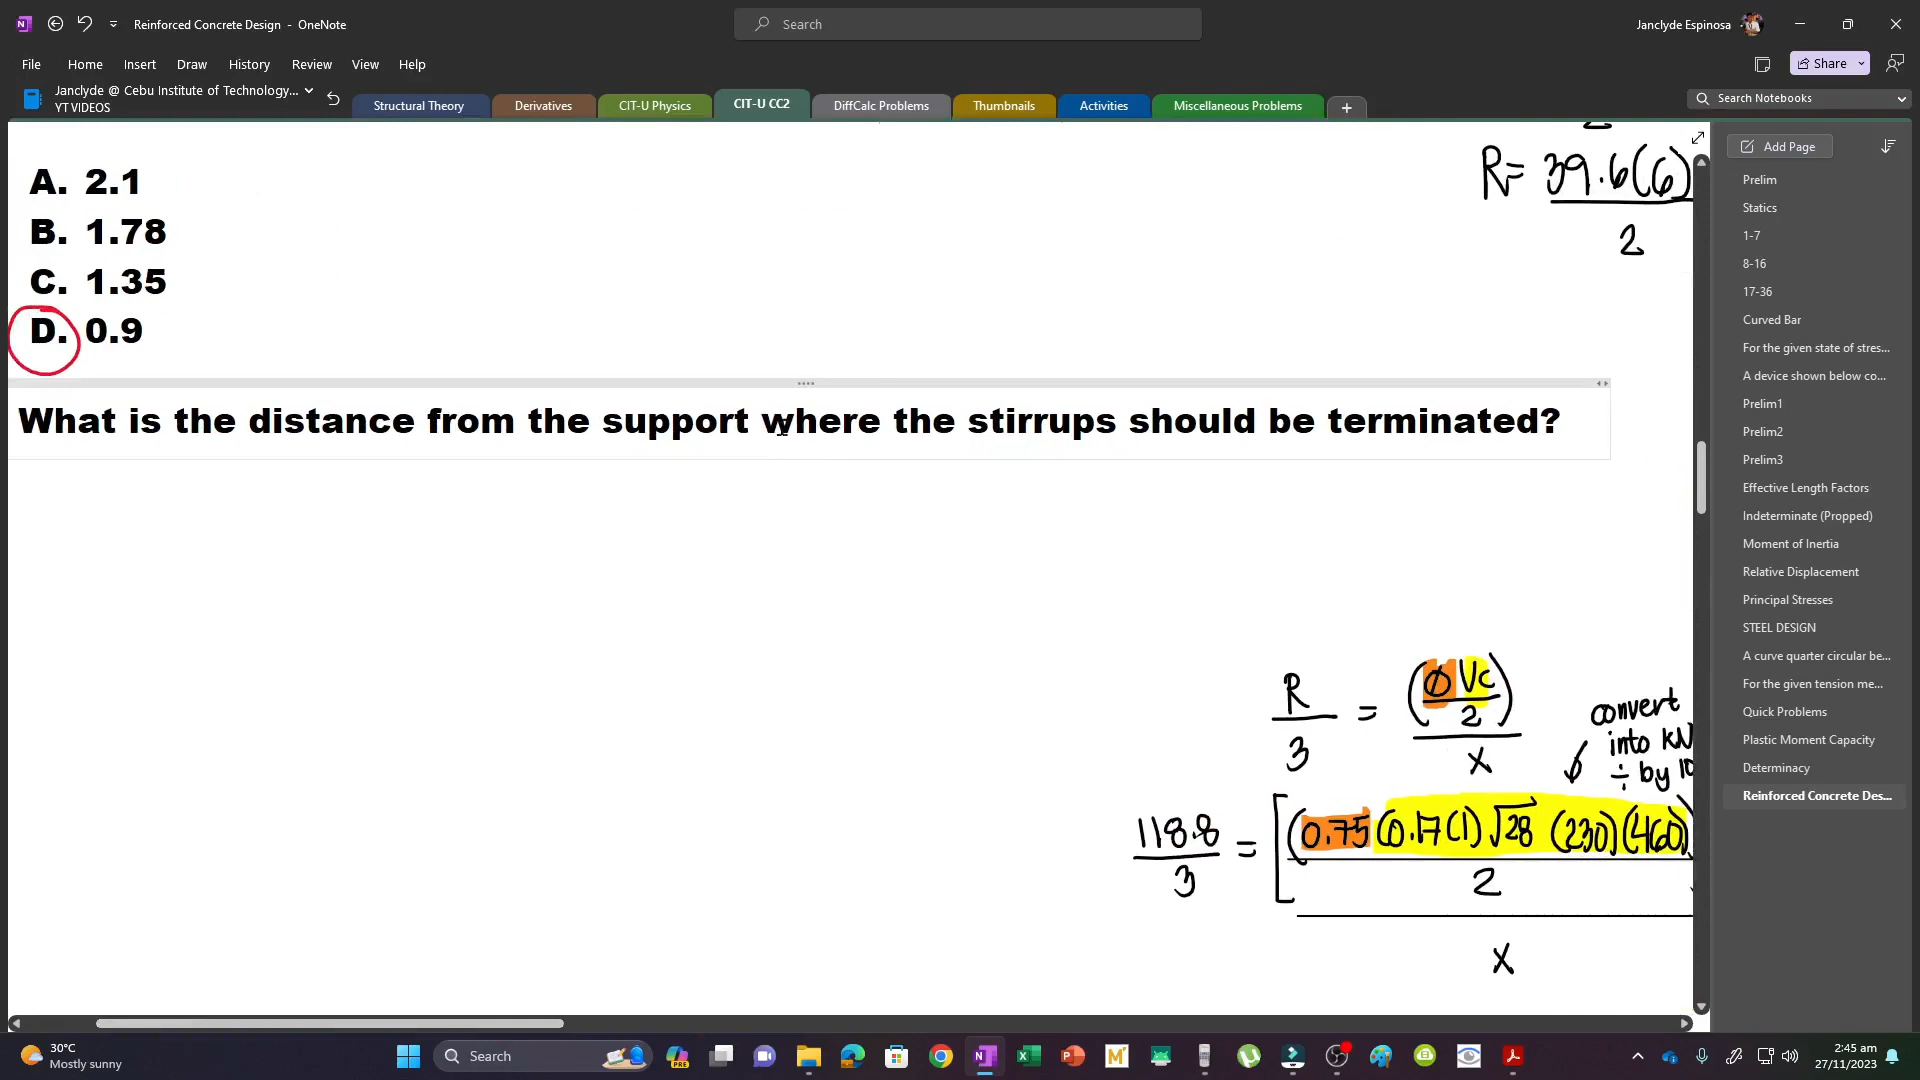 Reinforced Concrete Design - OneNote
Search
Janclyde Espinosa
File Home Insert Draw History Review View Help
Share
Janclyde @ Cebu Institute of Technology...
YT VIDEOS
Structural Theory
Derivatives
CIT-U Physics
CIT-U CC2
DiffCalc Problems
Thumbnails
Activities
Miscellaneous Problems
+
Search Notebooks
Add Page
A. 2.1
B. 1.78
C. 1.35
D. 0.9
R= 39.6(6)
2
What is the distance from the support where the stirrups should be terminated?
R = (ØVc)
3 2
x
convert
into kN
÷ by 10
118.8 = [(0.75 (0.17(1)√28 (230)(460)
3 2
x
Prelim
Statics
1-7
8-16
17-36
Curved Bar
For the given state of stres...
A device shown below co...
Prelim1
Prelim2
Prelim3
Effective Length Factors
Indeterminate (Propped)
Moment of Inertia
Relative Displacement
Principal Stresses
STEEL DESIGN
A curve quarter circular be...
For the given tension me...
Quick Problems
Plastic Moment Capacity
Determinacy
Reinforced Concrete Des...
30°C
Mostly sunny
Search
2:45 am
27/11/2023